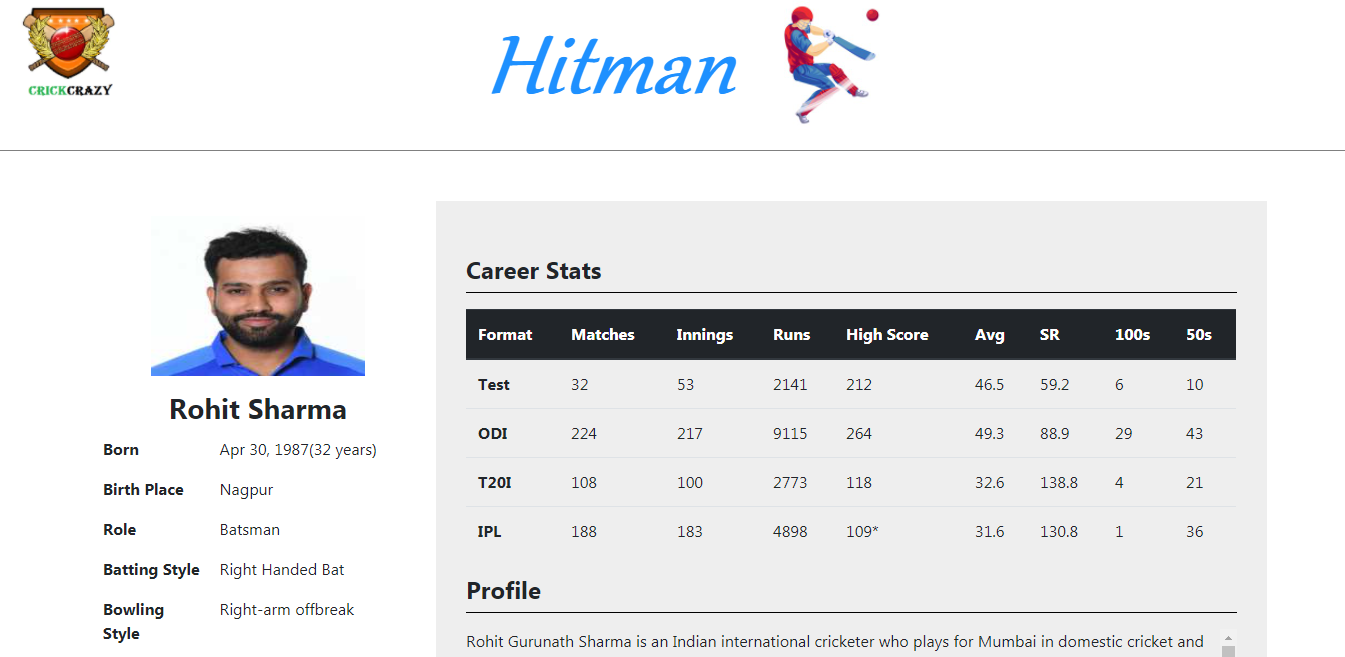 CRICKCRAZY
Hitman
Rohit Sharma
Born Apr 30, 1987(32 years)
Birth Place Nagpur
Role Batsman
Batting Style Right Handed Bat
Bowling Style Right-arm offbreak
Career Stats
Format Matches Innings Runs High Score Avg SR 100s 50s
Test 32 53 2141 212 46.5 59.2 6 10
ODI 224 217 9115 264 49.3 88.9 29 43
T20I 108 100 2773 118 32.6 138.8 4 21
IPL 188 183 4898 109* 31.6 130.8 1 36
Profile
Rohit Gurunath Sharma is an Indian international cricketer who plays for Mumbai in domestic cricket and